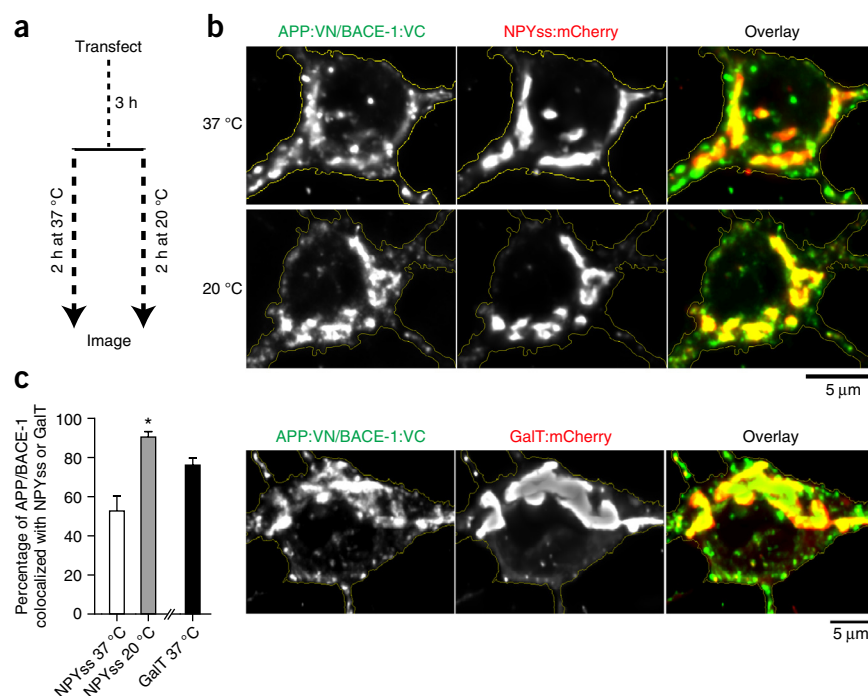 a
Transfect
3 h
2 h at 37 °C
2 h at 20 °C
Image
b
APP:VN/BACE-1:VC
NPYss:mCherry
Overlay
37 °C
20 °C
5 μm
APP:VN/BACE-1:VC
GalT:mCherry
Overlay
5 μm
c
Percentage of APP/BACE-1
colocalized with NPYss or GalT
100
80
60
40
20
0
*
NPYss 37 °C
NPYss 20 °C
GalT 37 °C